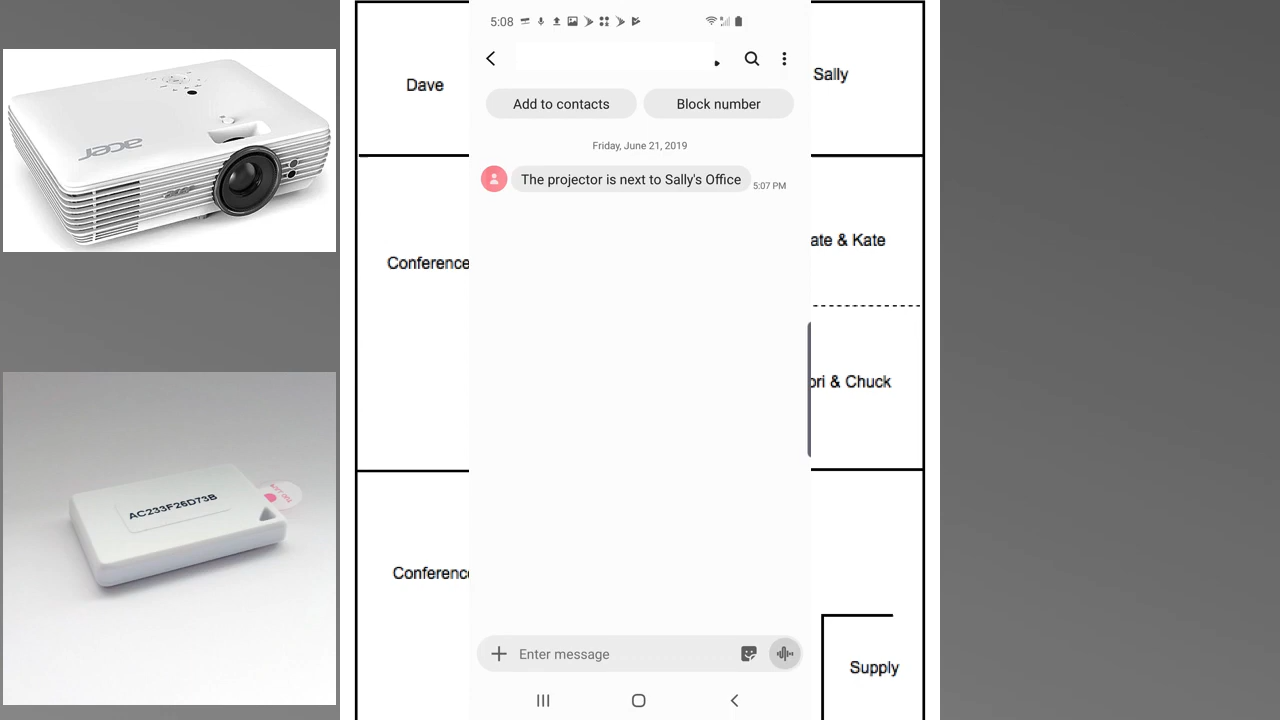 acer
AC233F26D73B
Dave
Conference
Conference
5:08
Add to contacts
Block number
Friday, June 21, 2019
The projector is next to Sally's Office
5:07 PM
Enter message
Sally
ate & Kate
ori & Chuck
Supply